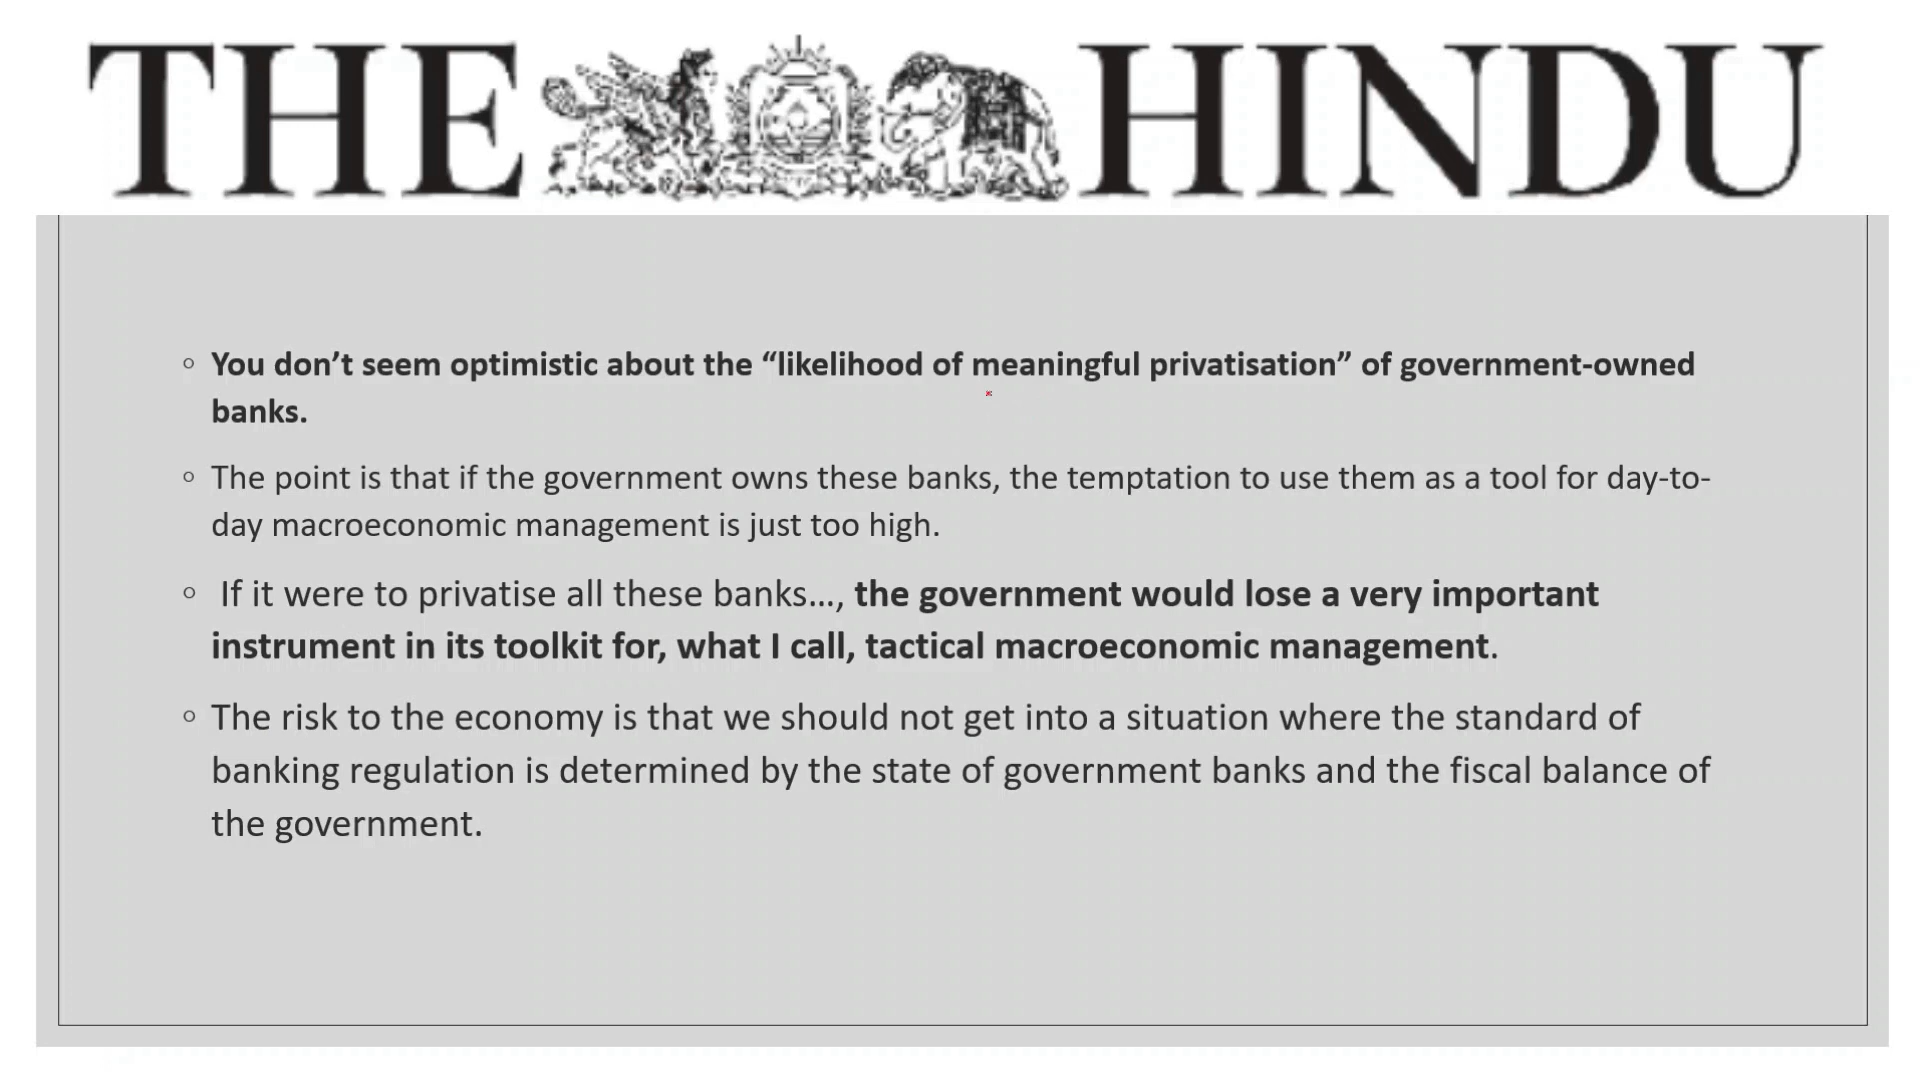 THE HINDU
◦ You don’t seem optimistic about the “likelihood of meaningful privatisation” of government-owned
banks.
◦ The point is that if the government owns these banks, the temptation to use them as a tool for day-to-
day macroeconomic management is just too high.
◦ If it were to privatise all these banks…, the government would lose a very important
instrument in its toolkit for, what I call, tactical macroeconomic management.
◦ The risk to the economy is that we should not get into a situation where the standard of
banking regulation is determined by the state of government banks and the fiscal balance of
the government.